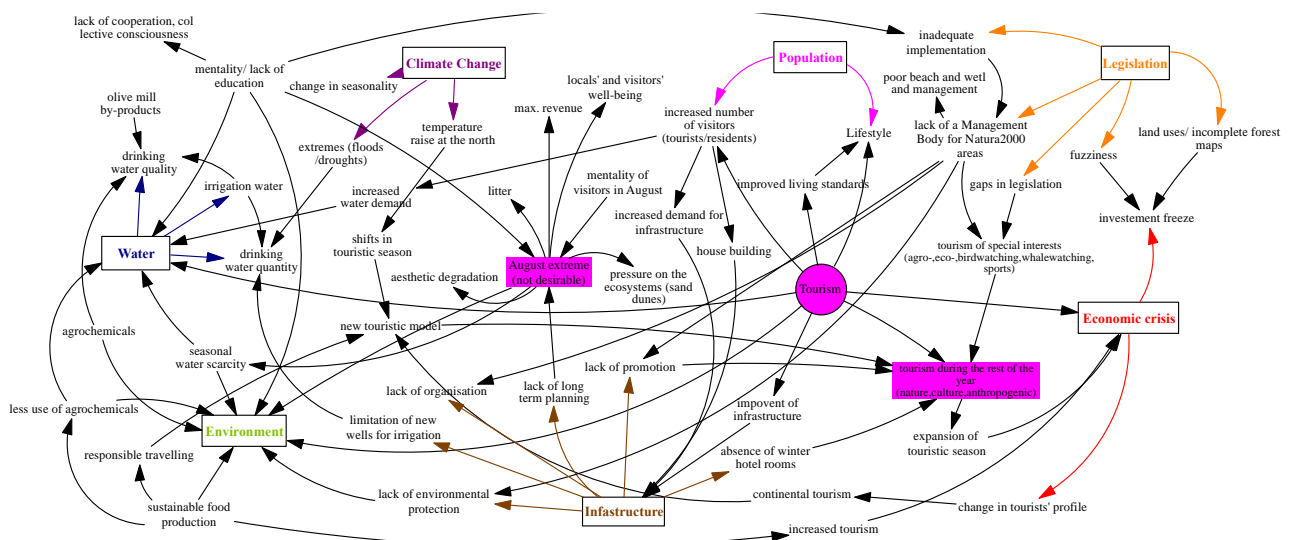 lack of cooperation, col
lective consciousness
mentality/ lack of
education
Climate Change
change in seasonality
locals' and visitors'
well-being
Population
inadequate
implementation
Legislation
poor beach and wetl
and management
olive mill
by-products
max. revenue
increased number
of visitors
(tourists/residents)
Lifestyle
lack of a Management
Body for Natura2000
areas
land uses/ incomplete forest
maps
temperature
raise at the north
extremes (floods
/droughts)
fuzziness
drinking
water quality
irrigation water
increased
water demand
litter
mentality of
visitors in August
improved living standards
gaps in legislation
increased demand for
infrastructure
investement freeze
shifts in
touristic season
house building
tourism of special interests
(agro-,eco-,birdwatching,whalewatching,
sports)
Water
drinking
water quantity
aesthetic degradation
August extreme
(not desirable)
pressure on the
ecosystems (sand
dunes)
Tourism
Economic crisis
agrochemicals
new touristic model
seasonal
water scarcity
lack of promotion
tourism during the rest of the
year
(nature,culture,anthropogenic)
lack of organisation
lack of long
term planning
less use of agrochemicals
impovent of
infrastructure
Environment
limitation of new
wells for irrigation
expansion of
touristic season
responsible travelling
absence of winter
hotel rooms
lack of environmental
protection
continental tourism
sustainable food
production
Infastructure
change in tourists' profile
increased tourism